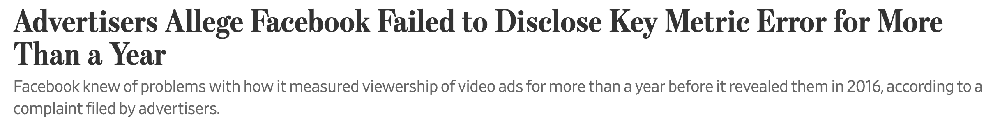 Advertisers Allege Facebook Failed to Disclose Key Metric Error for More
Than a Year
Facebook knew of problems with how it measured viewership of video ads for more than a year before it revealed them in 2016, according to a
complaint filed by advertisers.